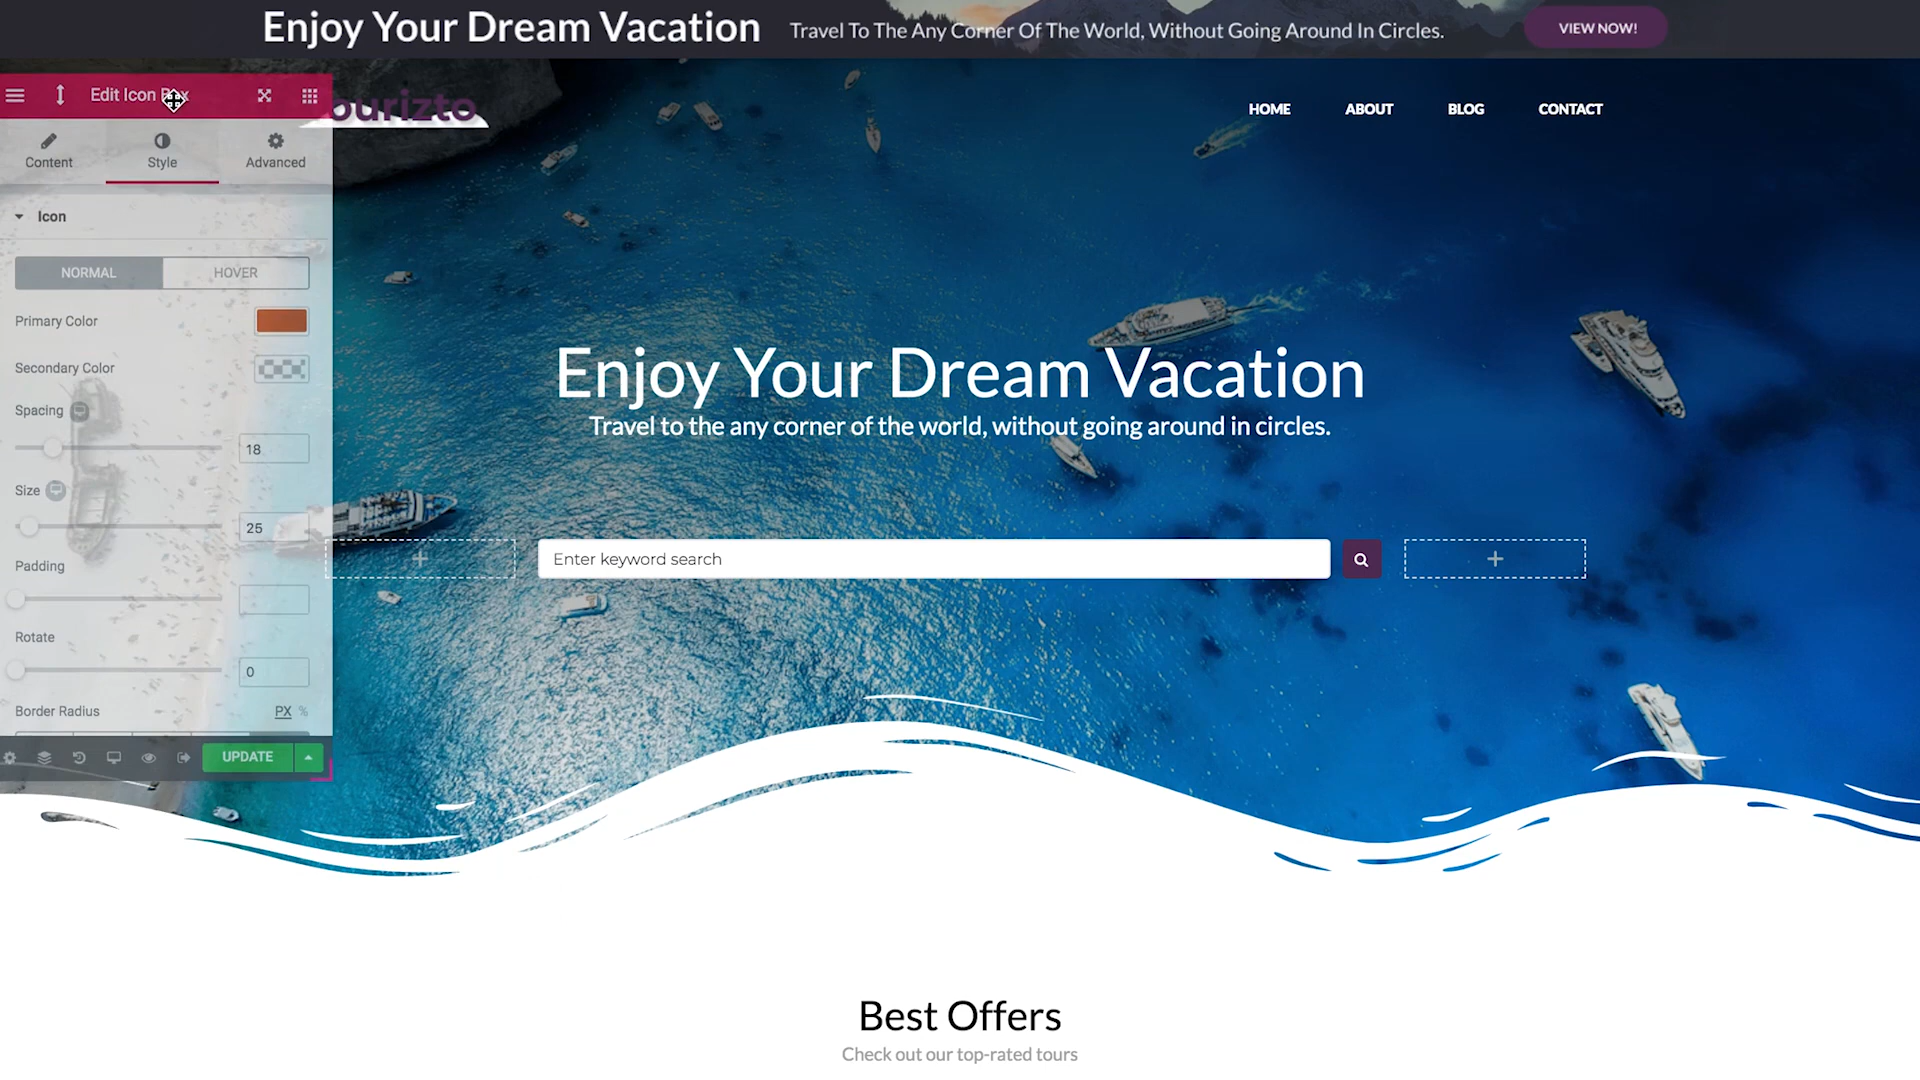 Enjoy Your Dream Vacation
Travel To The Any Corner Of The World, Without Going Around In Circles.
VIEW NOW!
Edit Icon Box
ourizto
HOME
ABOUT
BLOG
CONTACT
Content
Style
Advanced
Icon
NORMAL
HOVER
Primary Color
Secondary Color
Spacing
18
Size
25
Padding
Rotate
0
Border Radius
PX %
UPDATE
Enjoy Your Dream Vacation
Travel to the any corner of the world, without going around in circles.
Enter keyword search
Best Offers
Check out our top-rated tours